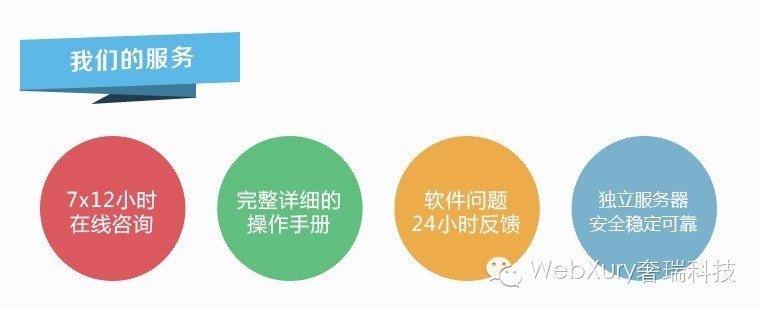 我们的服务
7x12小时
在线咨询
完整详细的
操作手册
软件问题
24小时反馈
独立服务器
安全稳定可靠
WebXury奢瑞科技